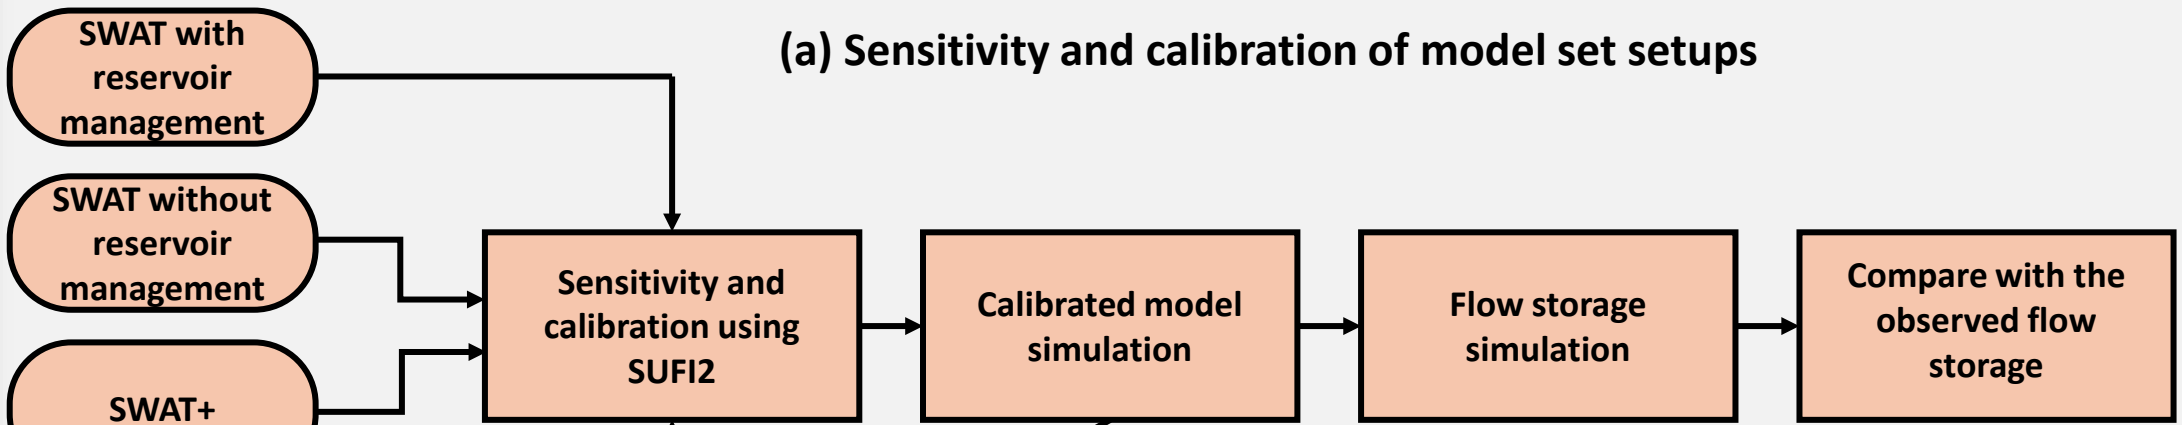 (a) Sensitivity and calibration of model set setups
SWAT with
reservoir
management
SWAT without
reservoir
management
SWAT+
Sensitivity and
calibration using
SUFI2
Calibrated model
simulation
Flow storage
simulation
Compare with the
observed flow
storage